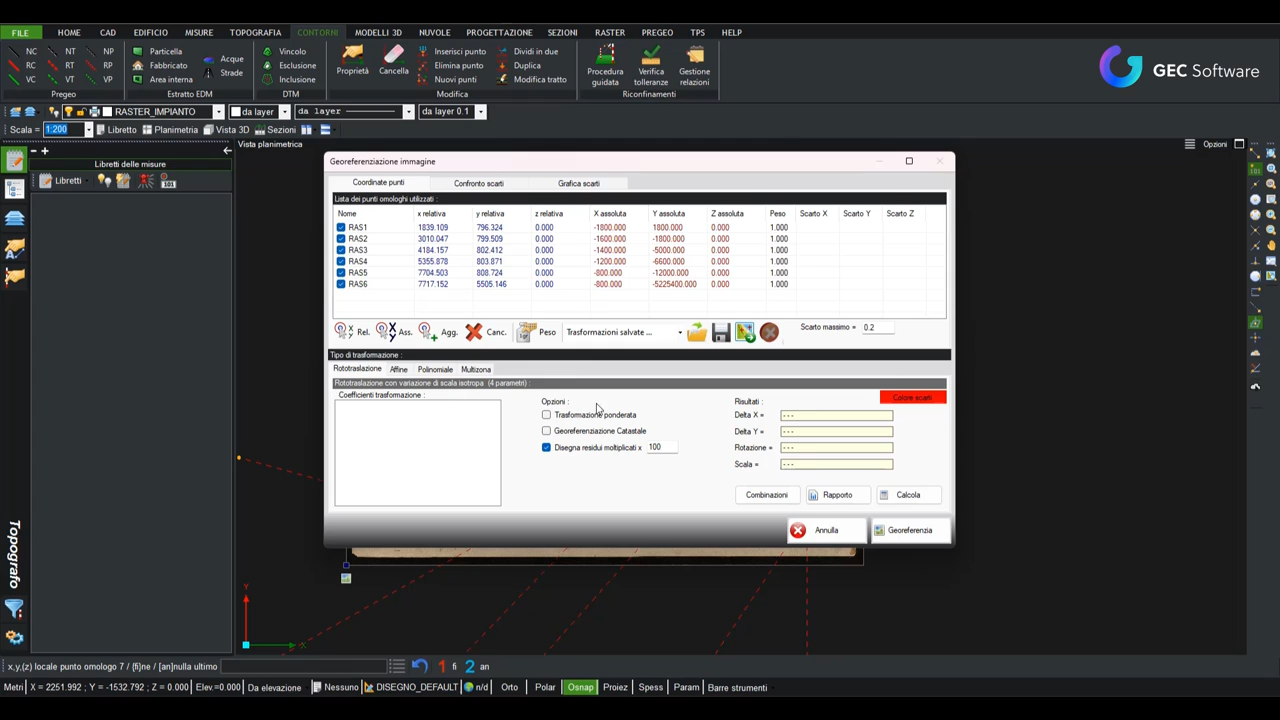 FILE HOME CAD EDIFICIO MISURE TOPOGRAFIA CONTORNI MODELLI 3D NUVOLE PROGETTAZIONE SEZIONI RASTER PREGEO TPS HELP
NC NT NP Particella Acque Vincolo Inserisci punto Dividi in due
RC RT RP Fabbricato Strade Esclusione Proprietà Cancella Elimina punto Duplica Procedura guidata Verifica tolleranze Gestione relazioni
VC VT VP Area interna Inclusione Nuovi punti Modifica tratto
Pregeo Estratto EDM DTM Modifica Riconfinamenti
GEC Software
RASTER_IMPIANTO da layer da layer da layer 0.1
Scala = 1:200 Libretto Planimetria Vista 3D Sezioni
Vista planimetrica Opzioni
Libretti delle misure
Libretti
Georeferenziazione immagine
Coordinate punti Confronto scarti Grafica scarti
Lista dei punti omologhi utilizzati :
Nome x relativa y relativa z relativa X assoluta Y assoluta Z assoluta Peso Scarto X Scarto Y Scarto Z
RAS1 1839.109 796.324 0.000 -1800.000 1800.000 0.000 1.000
RAS2 3010.047 799.509 0.000 -1600.000 -1800.000 0.000 1.000
RAS3 4184.157 802.412 0.000 -1400.000 -5000.000 0.000 1.000
RAS4 5355.878 803.871 0.000 -1200.000 -6600.000 0.000 1.000
RAS5 7704.503 808.724 0.000 -800.000 -12000.000 0.000 1.000
RAS6 7717.152 5505.146 0.000 -800.000 -5225400.000 0.000 1.000
Rel. Ass. Agg. Canc. Peso Trasformazioni salvate ... Scarto massimo = 0.2
Tipo di trasformazione :
Rototraslazione Affine Polinomiale Multizona
Rototraslazione con variazione di scala isotropa (4 parametri) :
Coefficienti trasformazione : Opzioni : Risultati : Colore scarti
Trasformazione ponderata Delta X = ---
Georeferenziazione Catastale Delta Y = ---
Disegna residui moltiplicati x 100 Rotazione = ---
Scala = ---
Combinazioni Rapporto Calcola
Annulla Georeferenzia
Topografo
Y
X
x,y,(z) locale punto omologo 7 / (fi)ne / [an]nulla ultimo 1 fi 2 an
Metri X = 2251.992 ; Y = -1532.792 ; Z = 0.000 Elev.=0.000 Da elevazione Nessuno DISEGNO_DEFAULT n/d Orto Polar Osnap Proiez Spess Param Barre strumenti